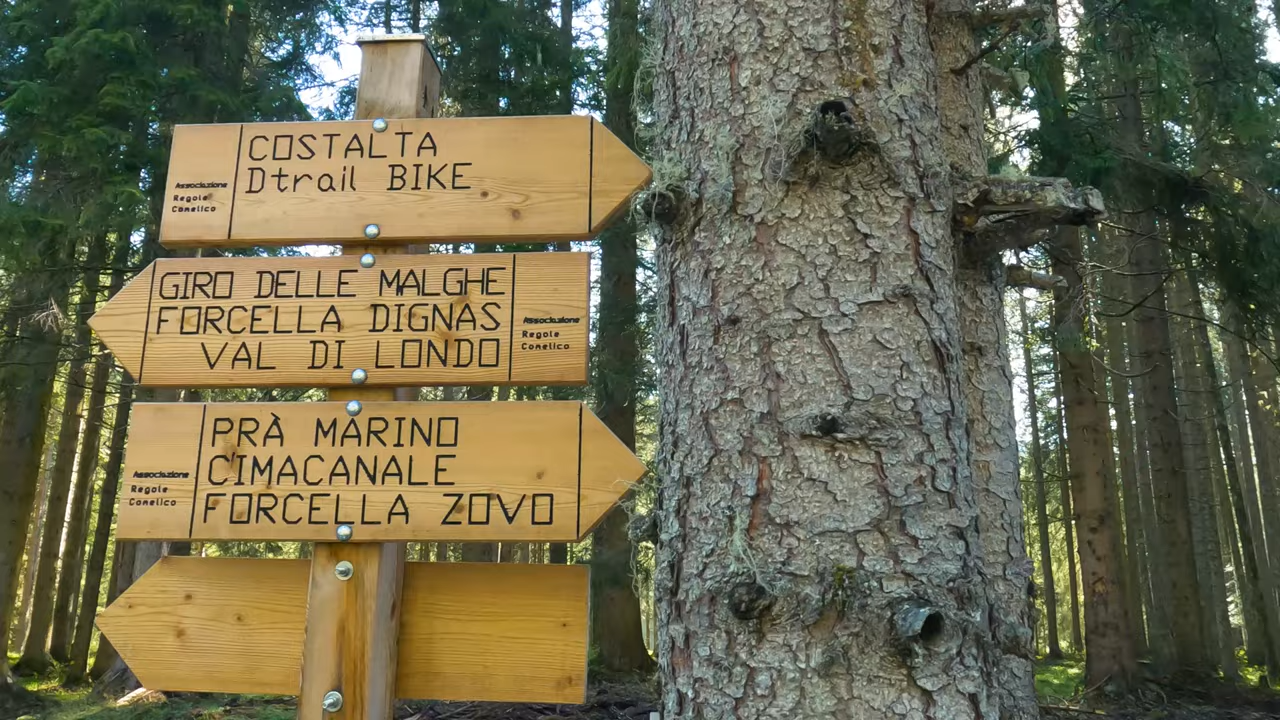 COSTALTA
Dtrail BIKE
Associazione
Regole
Comelico
GIRO DELLE MALGHE
FORCELLA DIGNAS
VAL DI LONDO
Associazione
Regole
Comelico
PRÀ MARINO
CIMACANALE
FORCELLA ZOVO
Associazione
Regole
Comelico